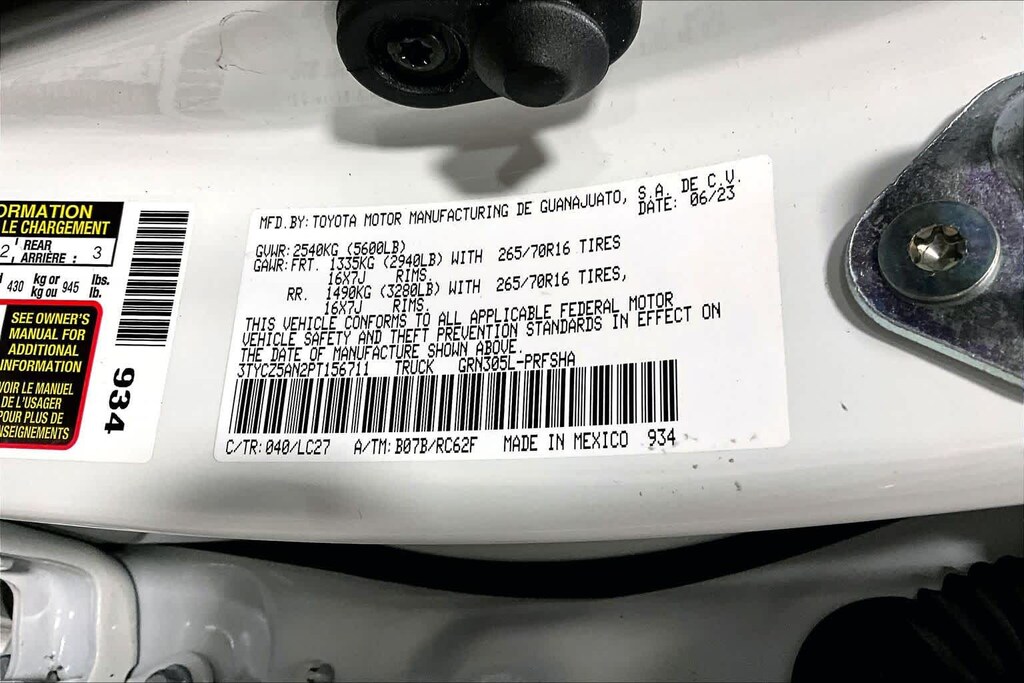 ORMATION
LE CHARGEMENT
2 REAR
ARRIÈRE : 3
430 kg or 945 lbs.
kg ou lb.
SEE OWNER'S
MANUAL FOR
ADDITIONAL
INFORMATION
VOIR LE MANUEL
DE L'USAGER
POUR PLUS DE
NSEIGNEMENTS
934
MFD.BY:TOYOTA MOTOR MANUFACTURING DE GUANAJUATO, S.A. DE C.V.
DATE: 06/23
GVWR:2540KG (5600LB)
GAWR:FRT. 1335KG (2940LB) WITH 265/70R16 TIRES
16X7J RIMS.
RR. 1490KG (3280LB) WITH 265/70R16 TIRES,
16X7J RIMS.
THIS VEHICLE CONFORMS TO ALL APPLICABLE FEDERAL MOTOR
VEHICLE SAFETY AND THEFT PREVENTION STANDARDS IN EFFECT ON
THE DATE OF MANUFACTURE SHOWN ABOVE
3TYCZ5AN2PT156711 TRUCK GRN305L-PRFSHA
C/TR:040/LC27 A/TM:B07B/RC62F MADE IN MEXICO 934